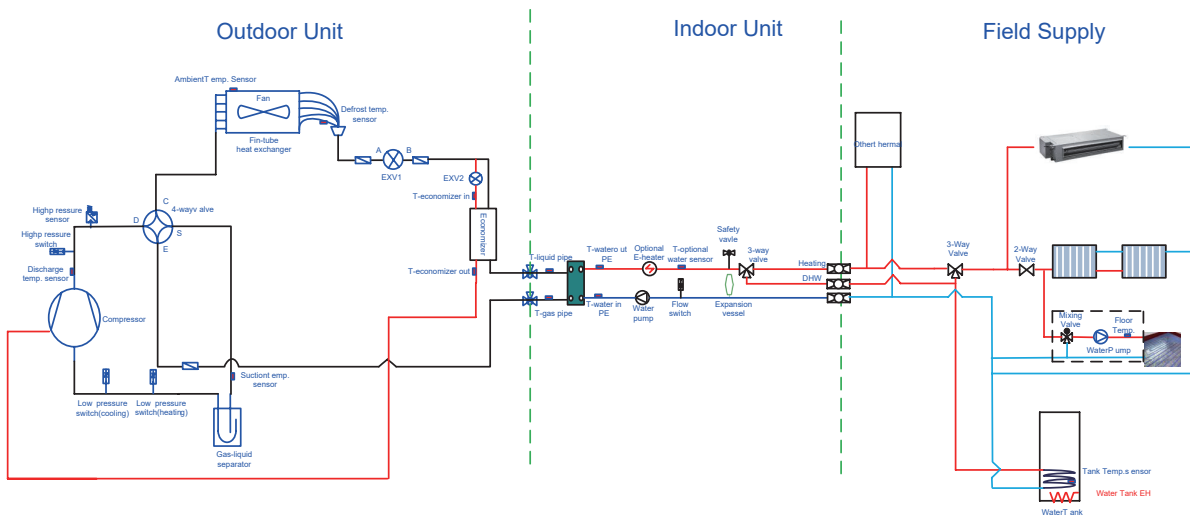 Outdoor Unit
Indoor Unit
Field Supply
AmbientT emp. Sensor
Fan
Defrost temp.
sensor
Fin-tube
heat exchanger
A
B
EXV1
EXV2
T-economizer in
Economizer
T-economizer out
C
4-wayv alve
D
S
E
Highp ressure
sensor
Highp ressure
switch
Discharge
temp. sensor
Compressor
Low pressure
switch(cooling)
Low pressure
switch(heating)
Suctiont emp.
sensor
Gas-liquid
separator
T-liquid pipe
T-gas pipe
T-watero ut
PE
T-water in
PE
Optional
E-heater
Water
pump
T-optional
water sensor
Flow
switch
Safety
vavle
3-way
valve
Expansion
vessel
Heating
DHW
Othert hermal
3-Way
Valve
2-Way
Valve
Mixing
Valve
Floor
Temp.
WaterP ump
Tank Temp.s ensor
Water Tank EH
WaterT ank